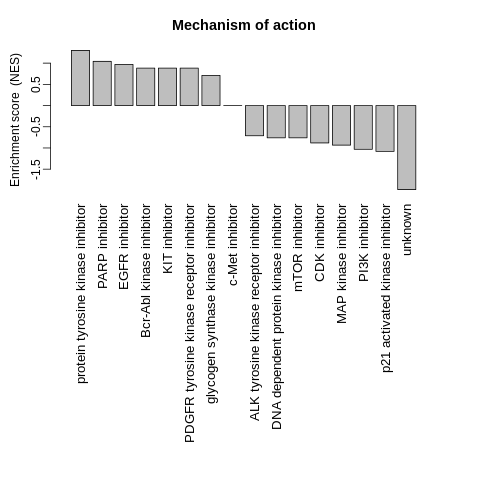 Mechanism of action
Enrichment score (NES)
0.5
-0.5
-1.5
protein tyrosine kinase inhibitor
PARP inhibitor
EGFR inhibitor
Bcr-Abl kinase inhibitor
KIT inhibitor
PDGFR tyrosine kinase receptor inhibitor
glycogen synthase kinase inhibitor
c-Met inhibitor
ALK tyrosine kinase receptor inhibitor
DNA dependent protein kinase inhibitor
mTOR inhibitor
CDK inhibitor
MAP kinase inhibitor
PI3K inhibitor
p21 activated kinase inhibitor
unknown